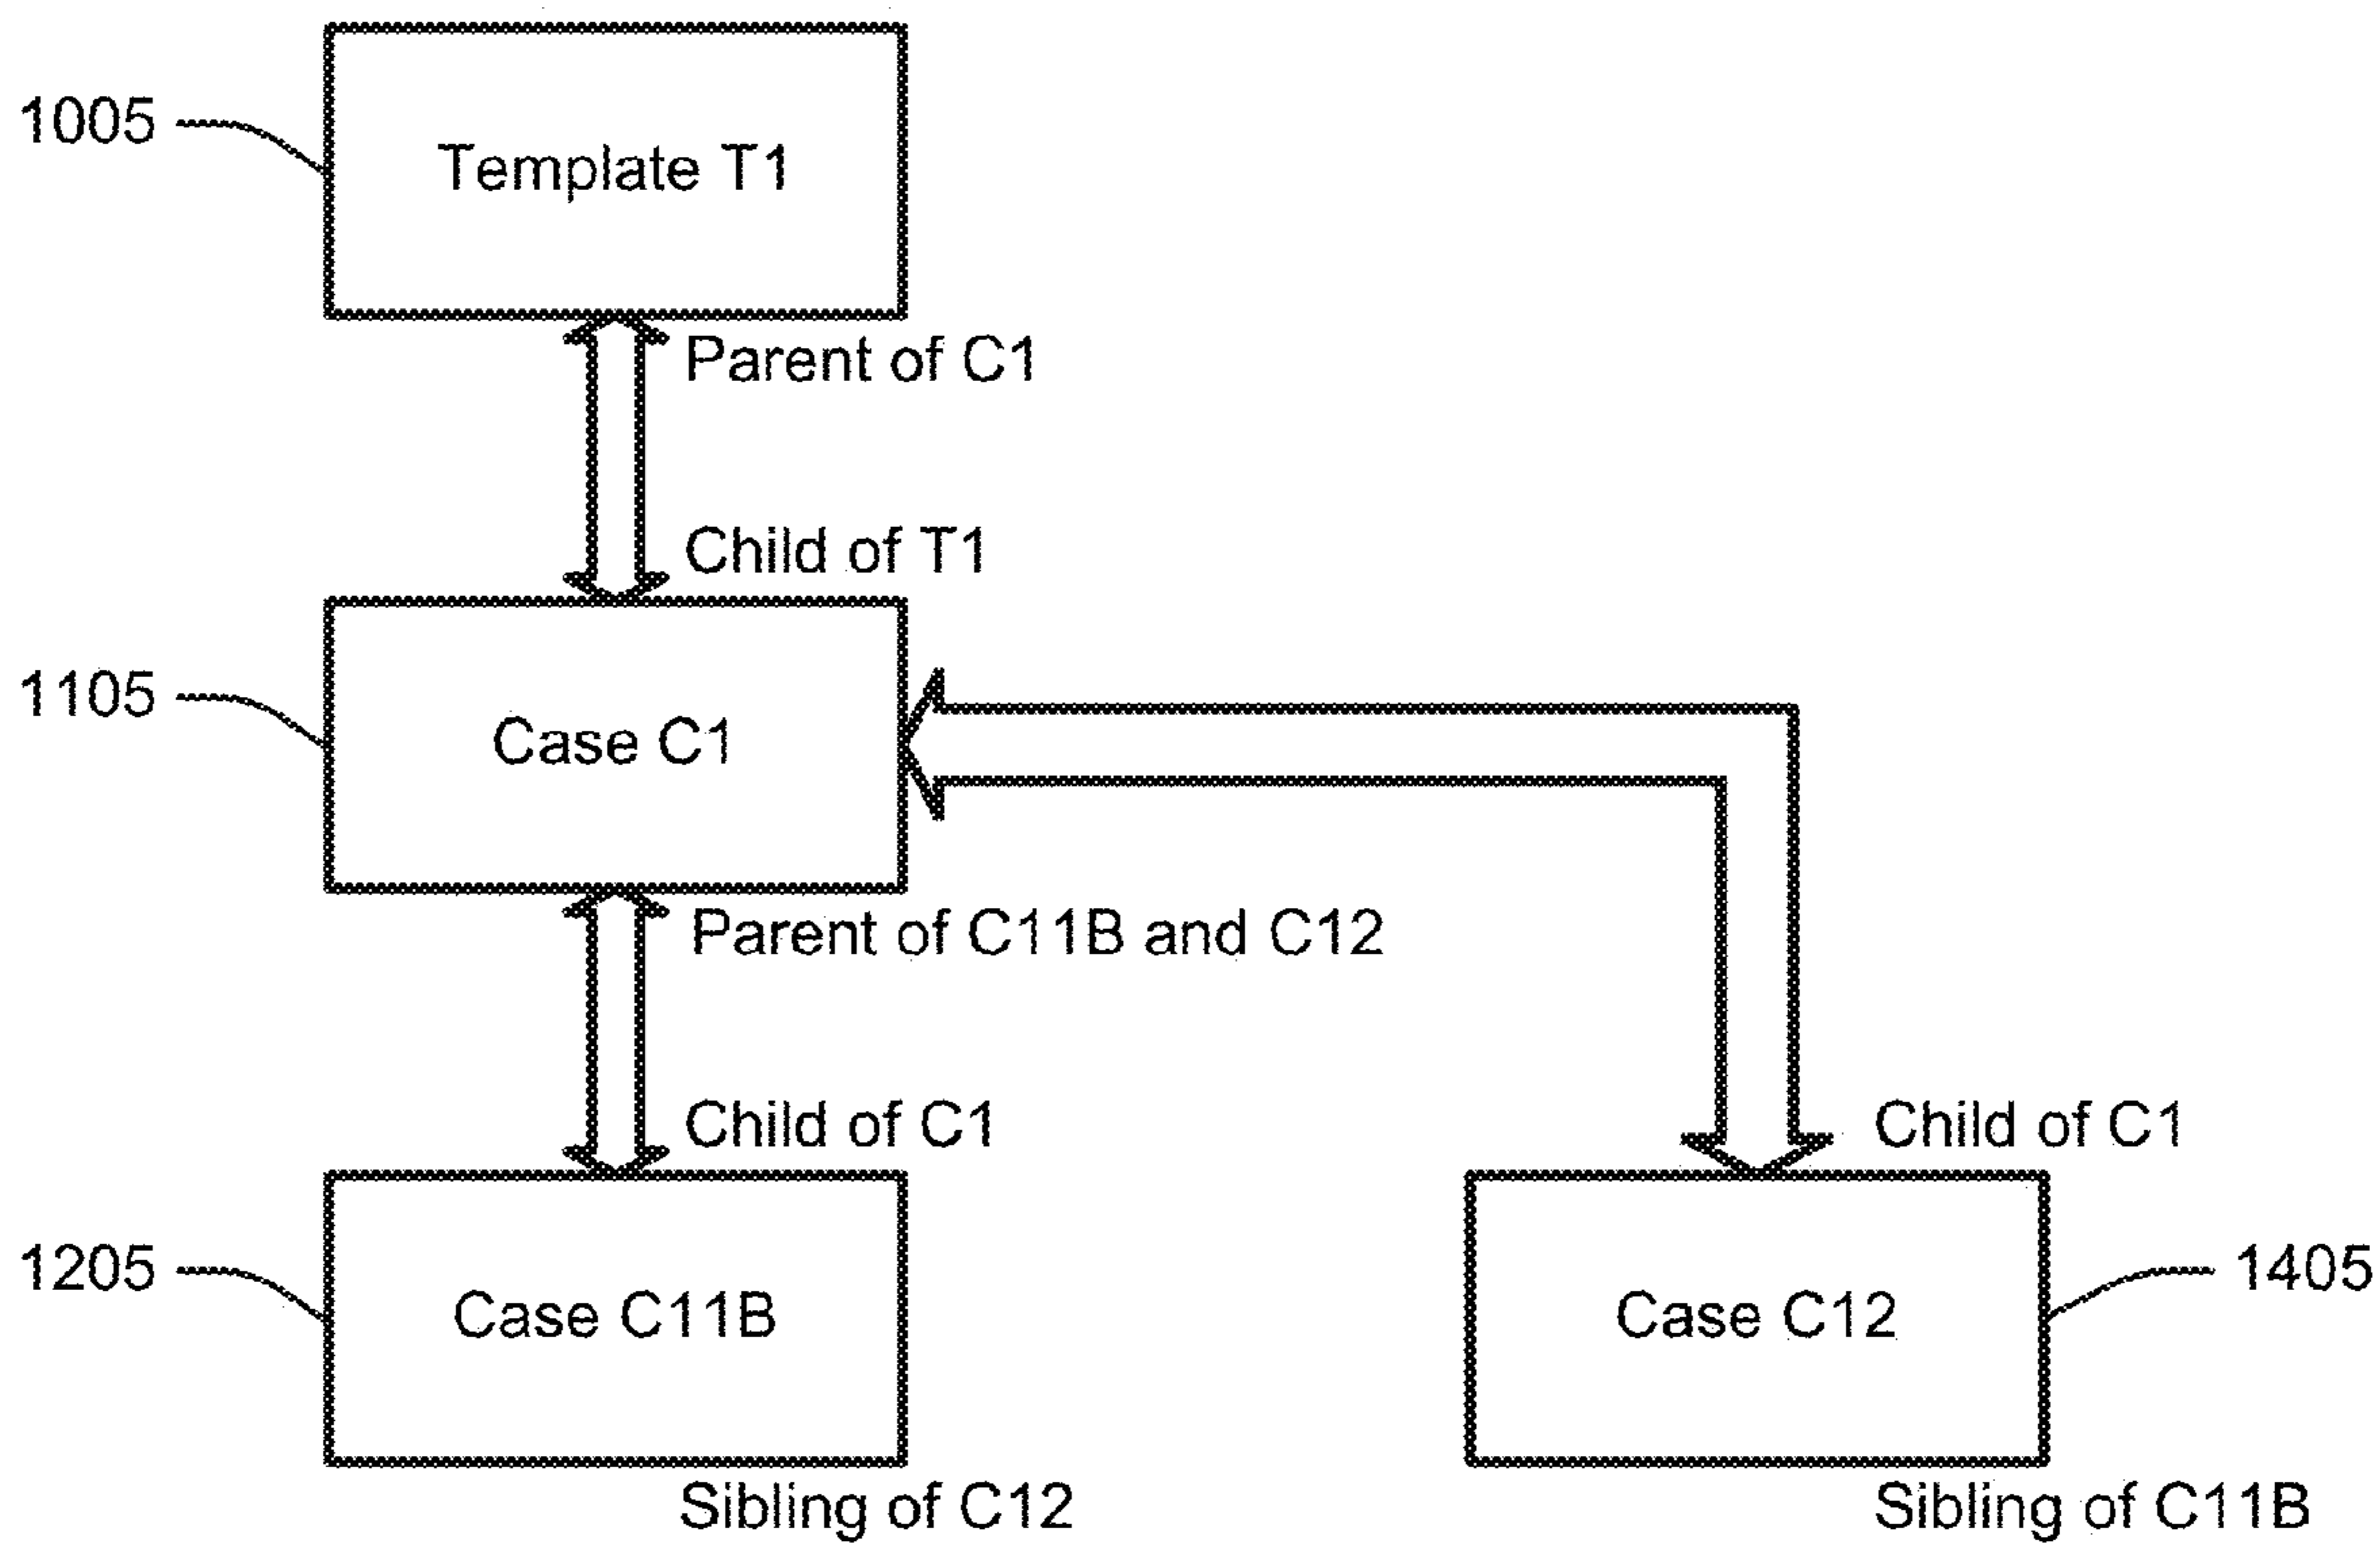 1005
Template T1
Parent of C1
Child of T1
1105
Case C1
Parent of C11B and C12
Child of C1
Child of C1
1205
Case C11B
Case C12
1405
Sibling of C12
Sibling of C11B